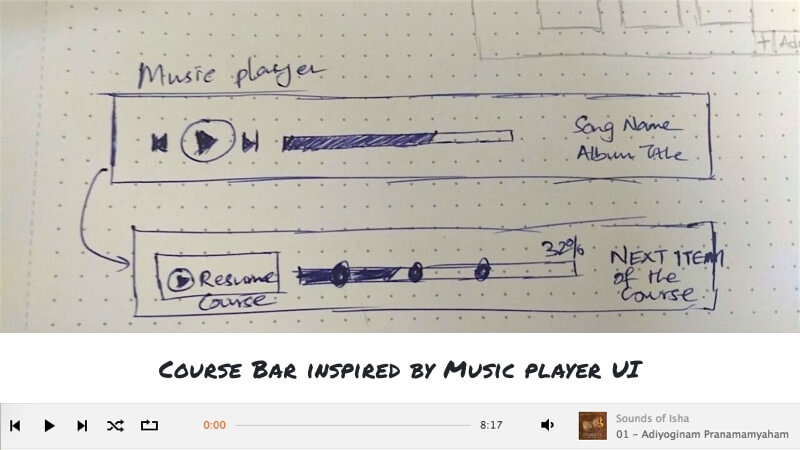 + Ad
Music player
Song Name
Album Title
32%
Resume
Course
NEXT ITEM
of the
Course
Course Bar inspired by Music player UI
0:00
8:17
Sounds of Isha
01 – Adiyoginam Pranamamyaham